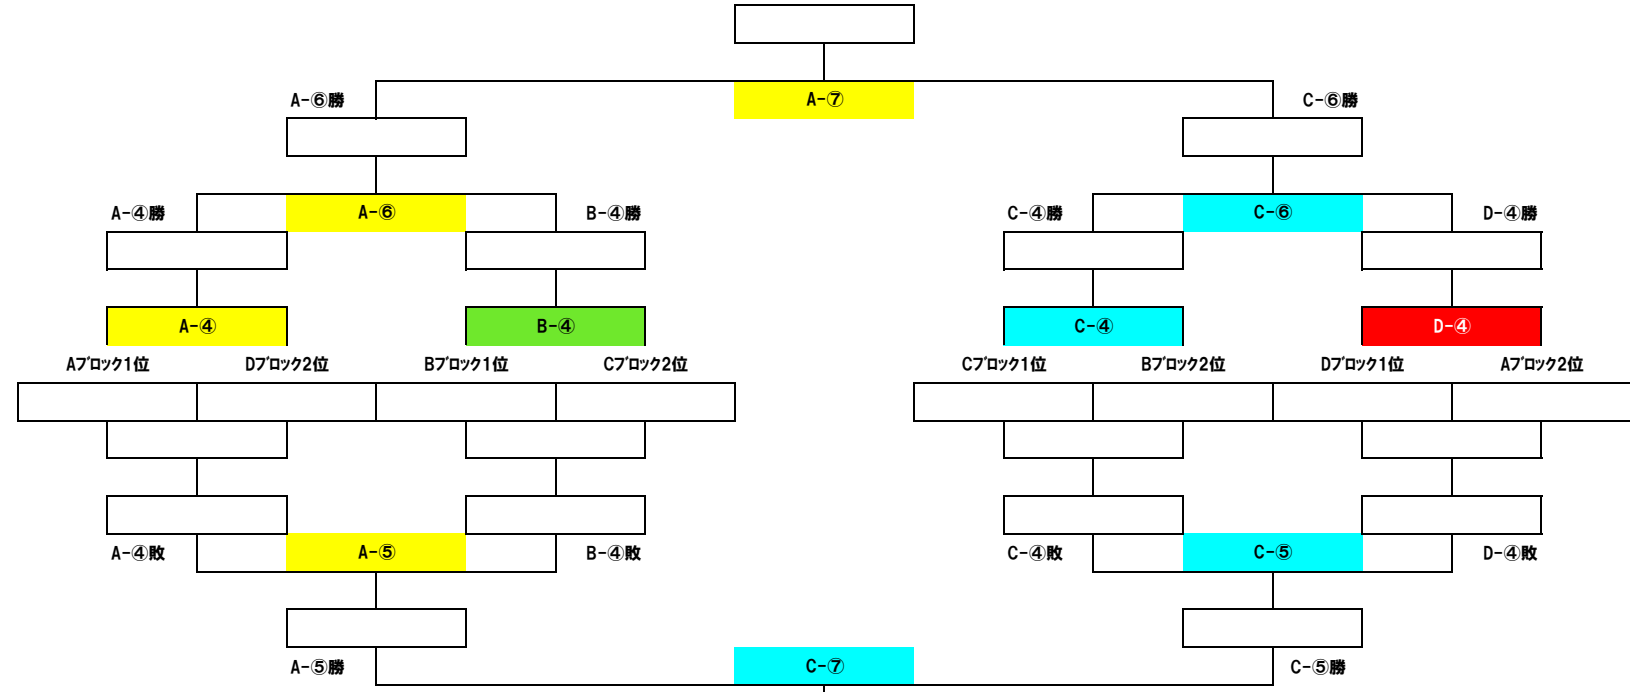 A-⑦
A-⑥勝
C-⑥勝
A-④勝
A-⑥
B-④勝
C-④勝
C-⑥
D-④勝
A-④
B-④
C-④
D-④
Aブロック1位
Dブロック2位
Bブロック1位
Cブロック2位
Cブロック1位
Bブロック2位
Dブロック1位
Aブロック2位
A-④敗
A-⑤
B-④敗
C-④敗
C-⑤
D-④敗
A-⑤勝
C-⑦
C-⑤勝